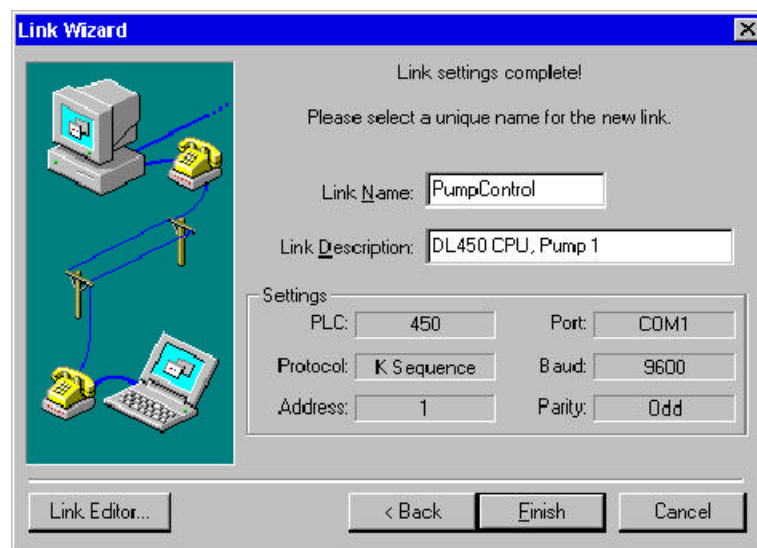 Link Wizard
Link settings complete!
Please select a unique name for the new link.
Link Name: PumpControl
Link Description: DL450 CPU, Pump 1
Settings
PLC: 450 Port: COM1
Protocol: K Sequence Baud: 9600
Address: 1 Parity: Odd
Link Editor... < Back Finish Cancel